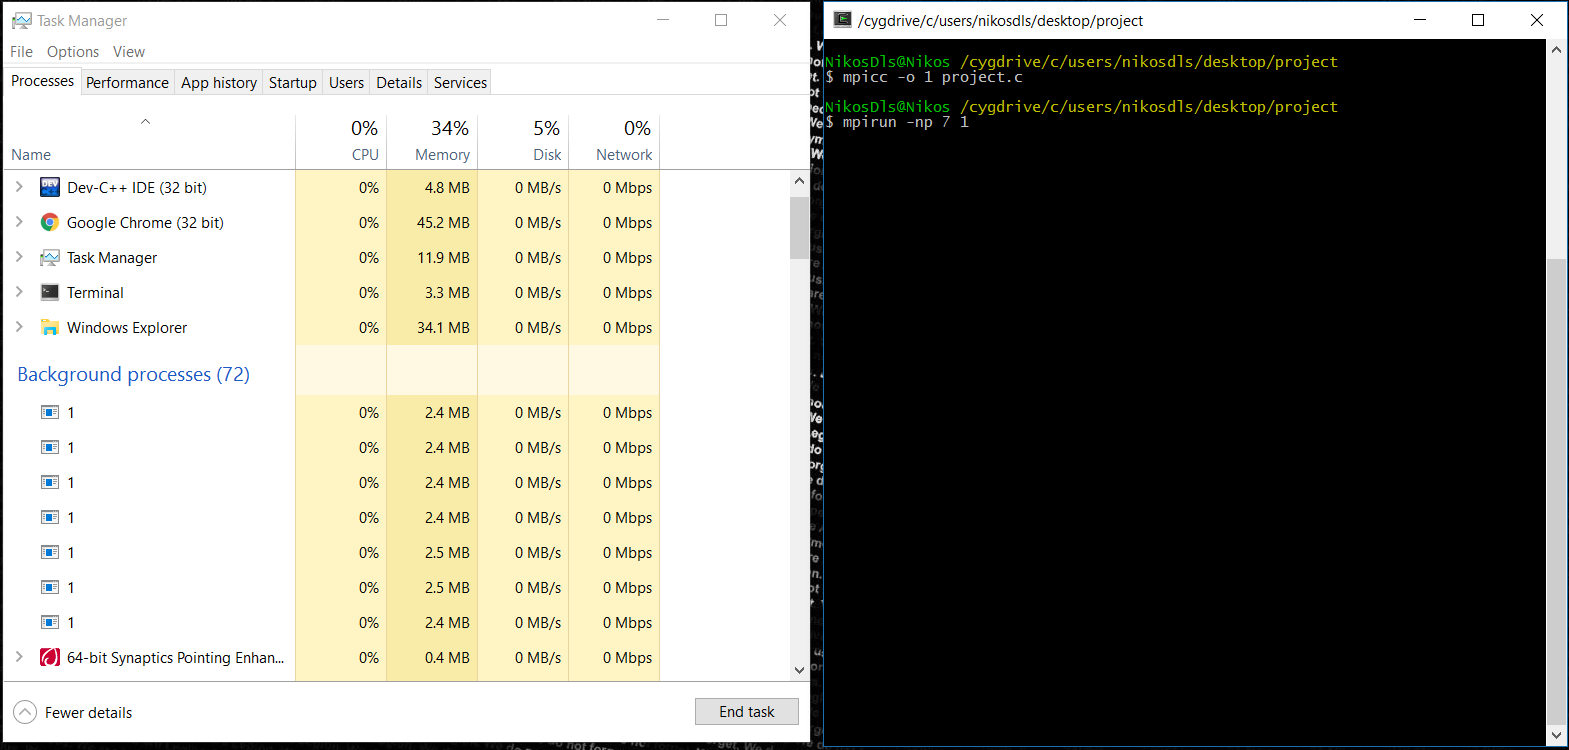 Task Manager
File Options View
Processes Performance App history Startup Users Details Services
0% 34% 5% 0%
Name CPU Memory Disk Network
Dev-C++ IDE (32 bit) 0% 4.8 MB 0 MB/s 0 Mbps
Google Chrome (32 bit) 0% 45.2 MB 0 MB/s 0 Mbps
Task Manager 0% 11.9 MB 0 MB/s 0 Mbps
Terminal 0% 3.3 MB 0 MB/s 0 Mbps
Windows Explorer 0% 34.1 MB 0 MB/s 0 Mbps
Background processes (72)
1 0% 2.4 MB 0 MB/s 0 Mbps
1 0% 2.4 MB 0 MB/s 0 Mbps
1 0% 2.4 MB 0 MB/s 0 Mbps
1 0% 2.4 MB 0 MB/s 0 Mbps
1 0% 2.5 MB 0 MB/s 0 Mbps
1 0% 2.5 MB 0 MB/s 0 Mbps
1 0% 2.4 MB 0 MB/s 0 Mbps
64-bit Synaptics Pointing Enhan... 0% 0.4 MB 0 MB/s 0 Mbps
Fewer details End task
/cygdrive/c/users/nikosdls/desktop/project
NikosDls@Nikos /cygdrive/c/users/nikosdls/desktop/project
$ mpicc -o 1 project.c
NikosDls@Nikos /cygdrive/c/users/nikosdls/desktop/project
$ mpirun -np 7 1